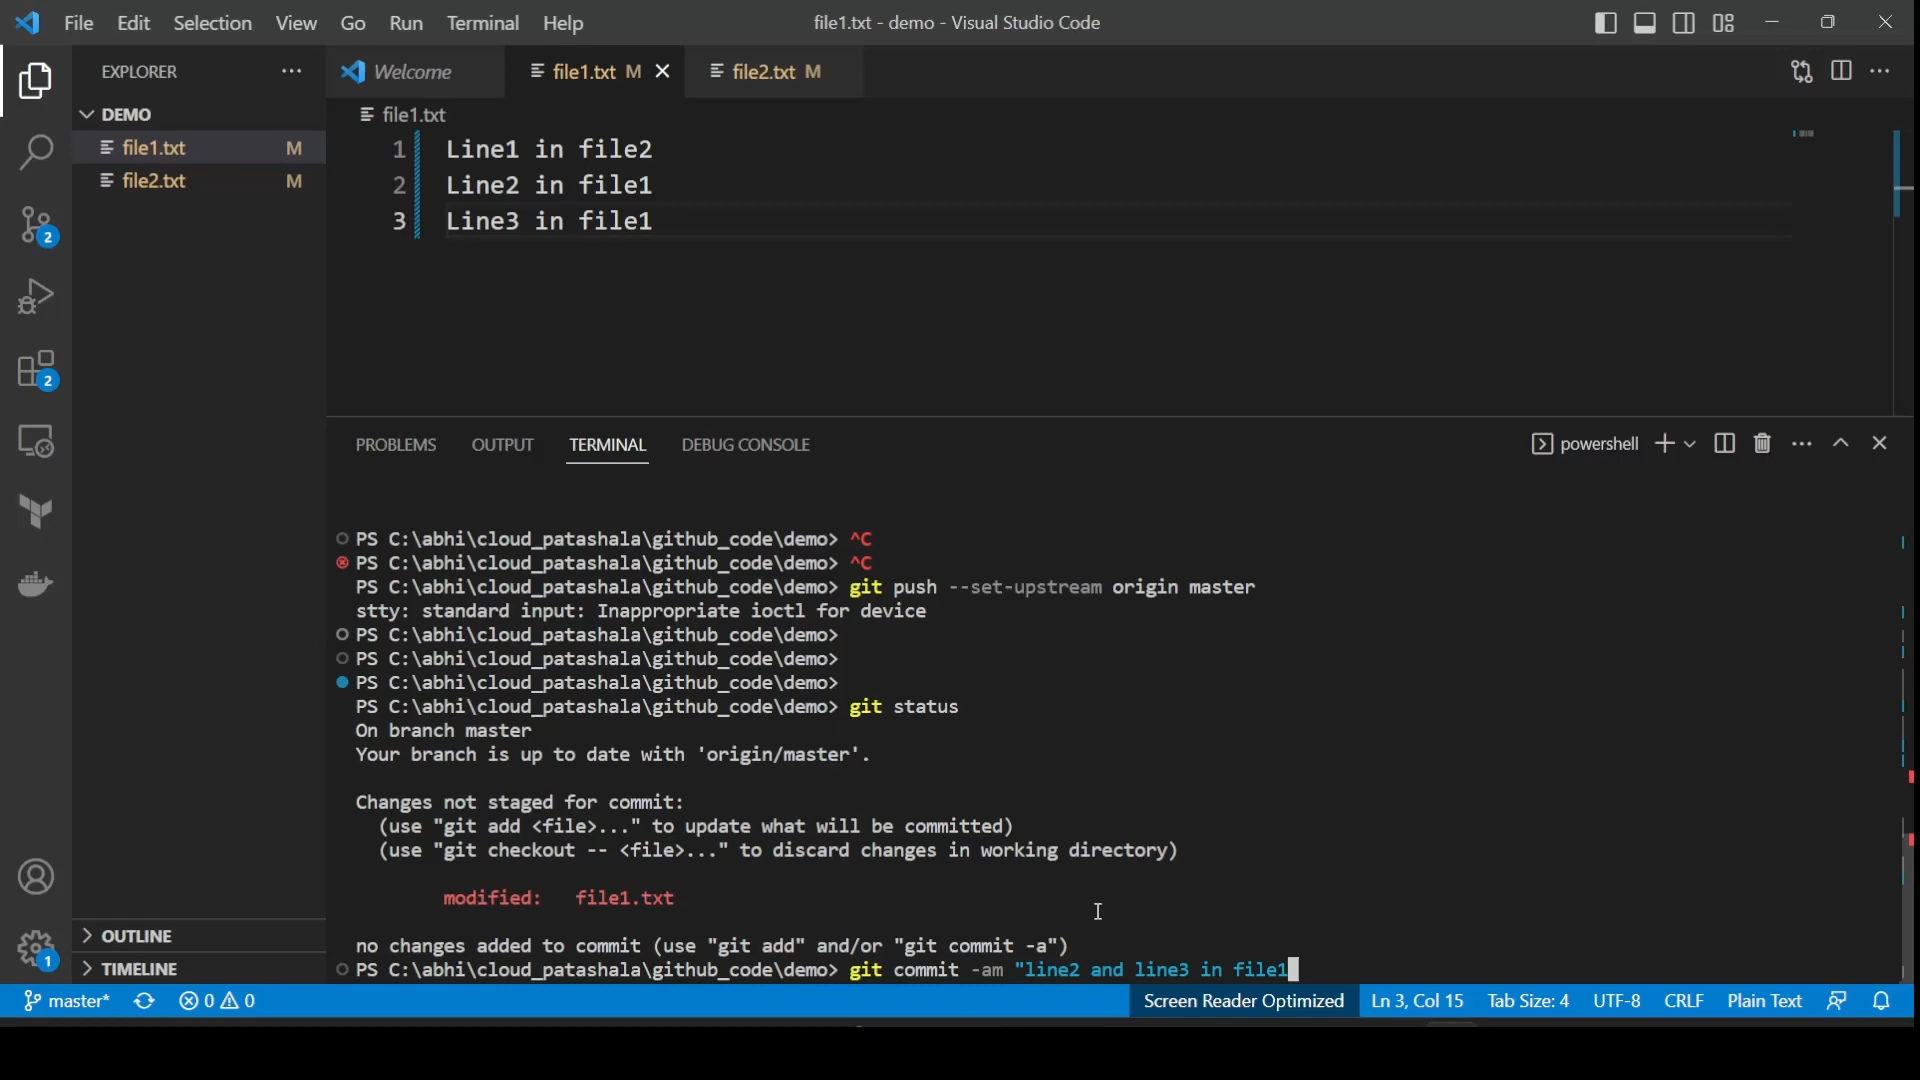 File Edit Selection View Go Run Terminal Help file1.txt - demo - Visual Studio Code
EXPLORER
Welcome file1.txt M file2.txt M
DEMO
file1.txt M
file2.txt M
2
2
1
file1.txt
1 Line1 in file2
2 Line2 in file1
3 Line3 in file1
PROBLEMS OUTPUT TERMINAL DEBUG CONSOLE powershell
PS C:\abhi\cloud_patashala\github_code\demo> ^C
PS C:\abhi\cloud_patashala\github_code\demo> ^C
PS C:\abhi\cloud_patashala\github_code\demo> git push --set-upstream origin master
stty: standard input: Inappropriate ioctl for device
PS C:\abhi\cloud_patashala\github_code\demo>
PS C:\abhi\cloud_patashala\github_code\demo>
PS C:\abhi\cloud_patashala\github_code\demo>
PS C:\abhi\cloud_patashala\github_code\demo> git status
On branch master
Your branch is up to date with 'origin/master'.
Changes not staged for commit:
(use "git add <file>..." to update what will be committed)
(use "git checkout -- <file>..." to discard changes in working directory)
modified: file1.txt
no changes added to commit (use "git add" and/or "git commit -a")
PS C:\abhi\cloud_patashala\github_code\demo> git commit -am "line2 and line3 in file1
OUTLINE
TIMELINE
master* 0 0 Screen Reader Optimized Ln 3, Col 15 Tab Size: 4 UTF-8 CRLF Plain Text